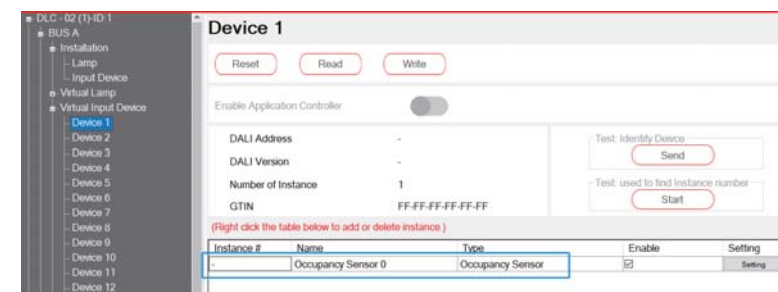 DLC - 02 (1)-ID 1
BUS A
Installation
Lamp
Input Device
Virtual Lamp
Virtual Input Device
Device 1
Device 2
Device 3
Device 4
Device 5
Device 6
Device 7
Device 8
Device 9
Device 10
Device 11
Device 12
Device 1
Reset Read Write
Enable Application Controller
DALI Address -
DALI Version -
Number of Instance 1
GTIN FF-FF-FF-FF-FF-FF
Test: Identify Deivce
Send
Test: used to find Instance number
Start
(Right click the table below to add or delete instance.)
Instance # Name Type Enable Setting
- Occupancy Sensor 0 Occupancy Sensor Setting